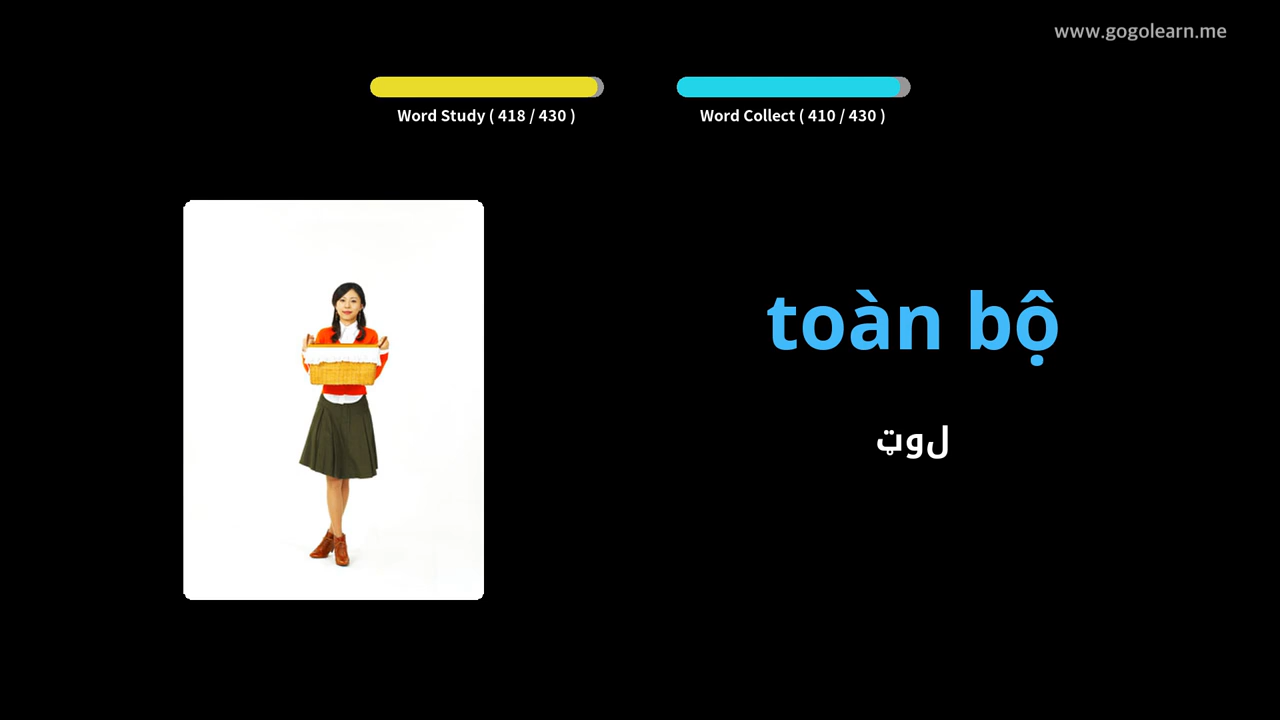 www.gogolearn.me
Word Study ( 418 / 430 )
Word Collect ( 410 / 430 )
toàn bộ
لوټ